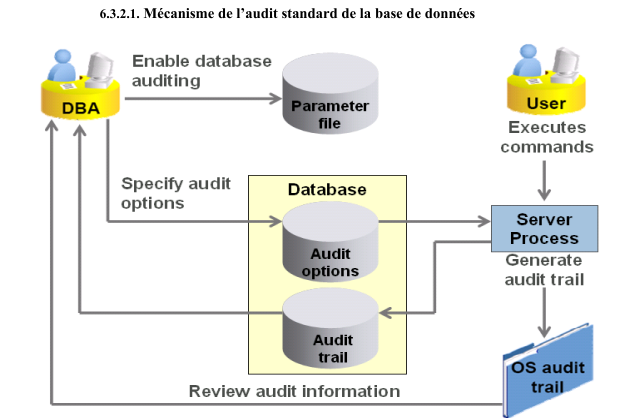 6.3.2.1. Mécanisme de l’audit standard de la base de données
Enable database
auditing
DBA
Parameter
file
User
Executes
commands
Specify audit
options
Database
Audit
options
Server
Process
Generate
audit trail
Audit
trail
OS audit
trail
Review audit information